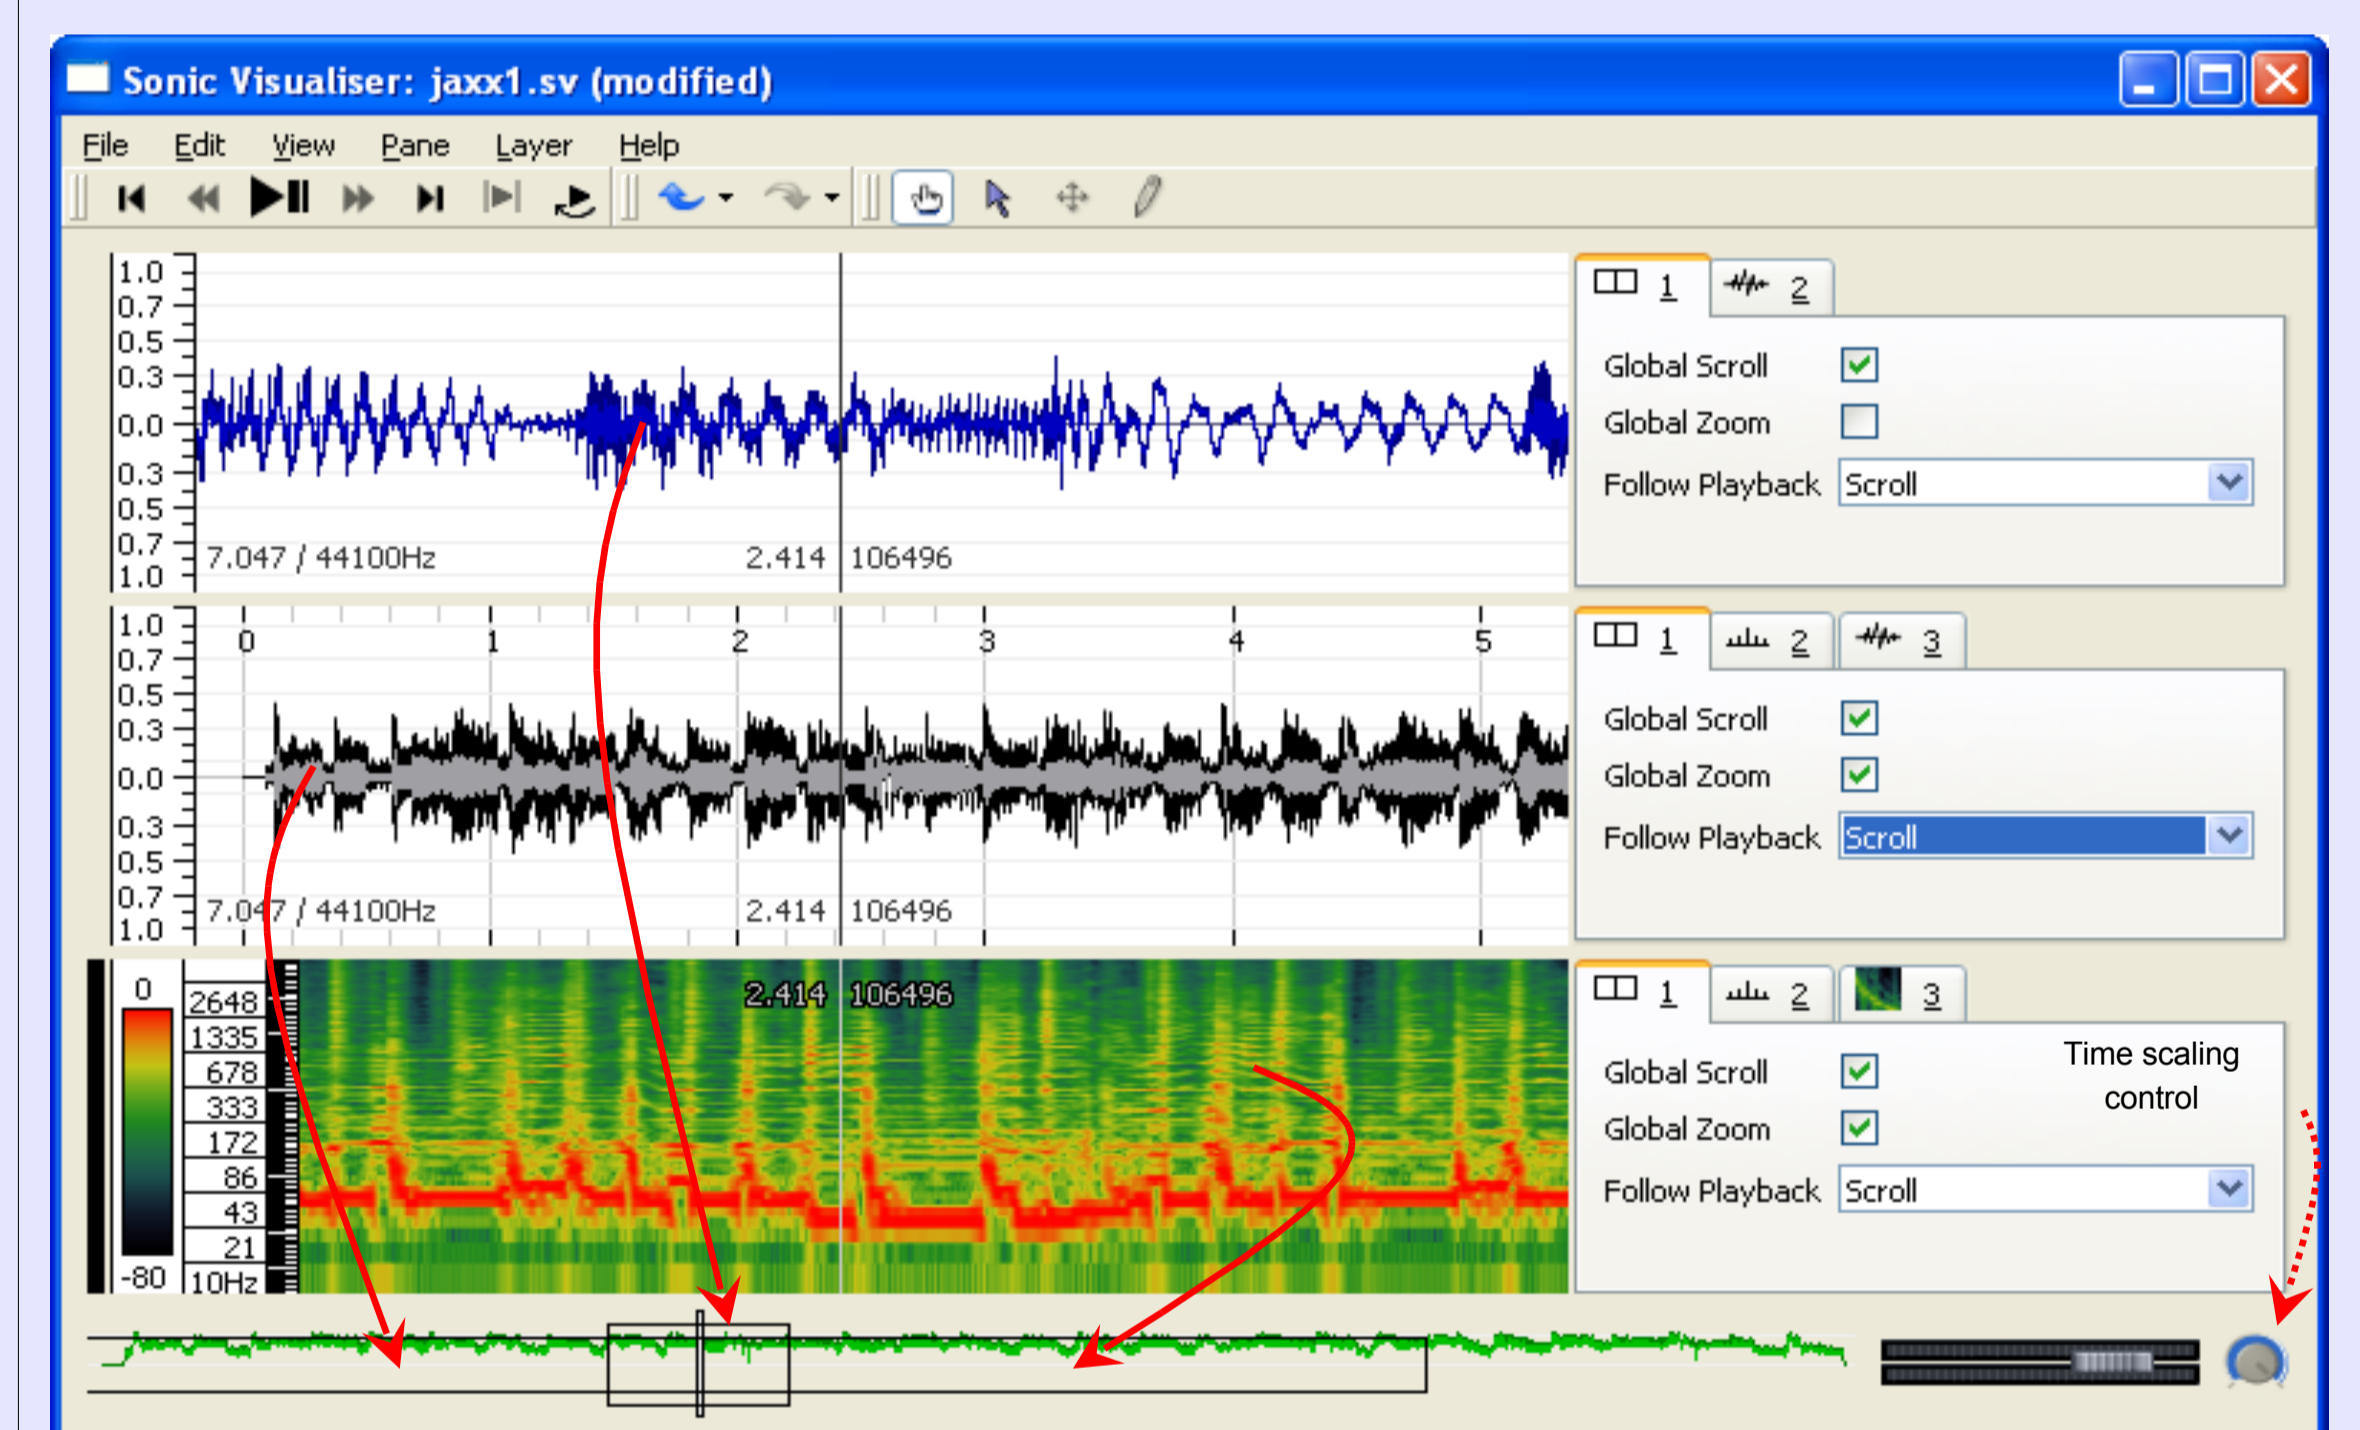 Sonic Visualiser: jaxx1.sv (modified)
File Edit View Pane Layer Help
1.0
0.7
0.5
0.3
0.0
0.3
0.5
0.7
1.0
7.047 / 44100Hz 2.414 106496
1 2
Global Scroll
Global Zoom
Follow Playback Scroll
1.0
0.7
0.5
0.3
0.0
0.3
0.5
0.7
1.0
0 1 2 3 4 5
7.047 / 44100Hz 2.414 106496
1 2 3
Global Scroll
Global Zoom
Follow Playback Scroll
0
-80
2648
1335
678
333
172
86
43
21
10Hz
2.414 106496
1 2 3
Global Scroll
Global Zoom
Follow Playback Scroll
Time scaling
control